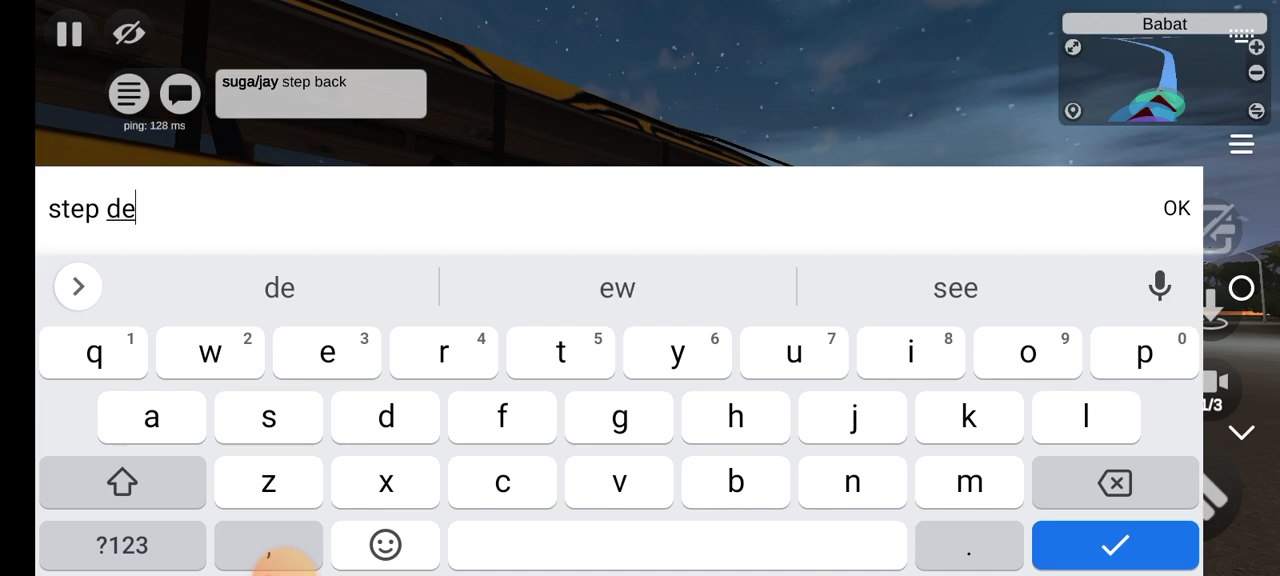 Babat
suga/jay step back
ping: 128 ms
step de
OK
de ew see
q 1 w 2 e 3 r 4 t 5 y 6 u 7 i 8 o 9 p 0
a s d f g h j k l
1/3
z x c v b n m
?123 , .